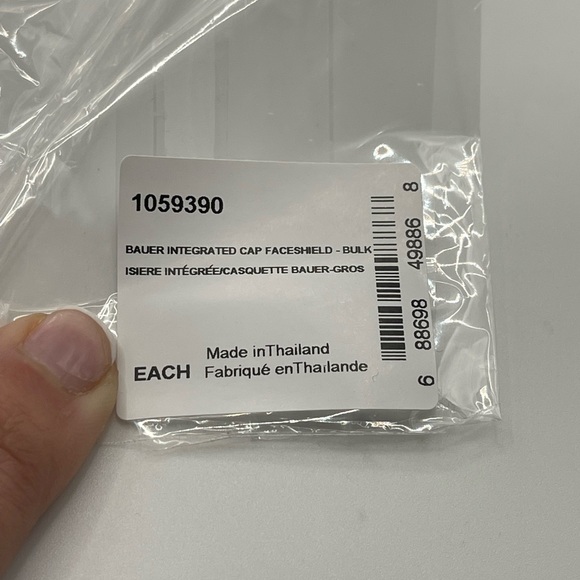 1059390
BAUER INTEGRATED CAP FACESHIELD - BULK
ISIERE INTÉGRÉE/CASQUETTE BAUER-GROS
Made inThailand
EACH Fabriqué enThaïlande
6 88698 49886 8